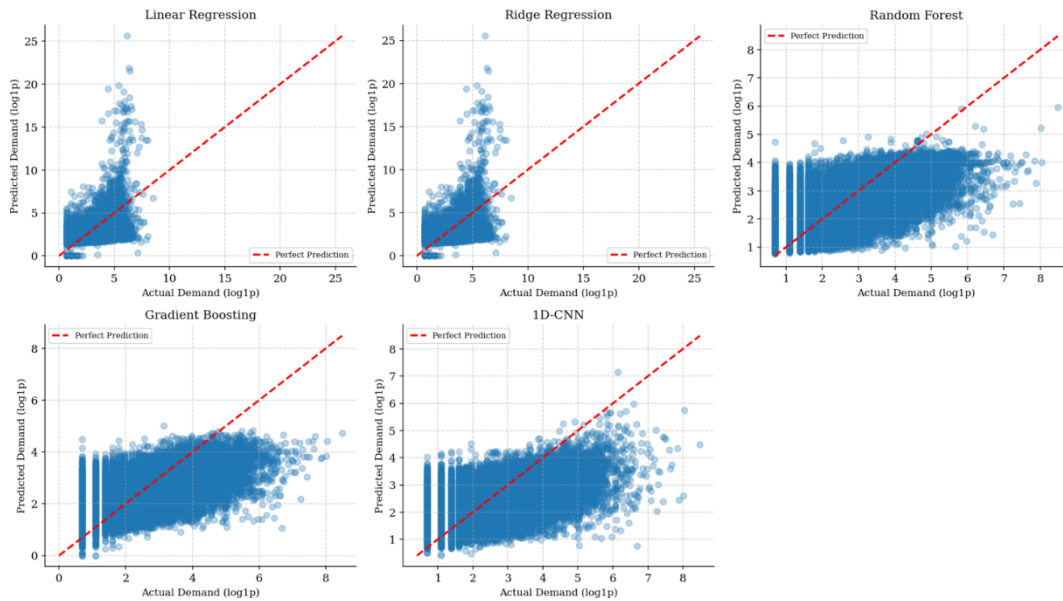 Linear Regression
25
20
15
10
5
0
Predicted Demand (log1p)
0 5 10 15 20 25
Actual Demand (log1p)
Perfect Prediction
Ridge Regression
25
20
15
10
5
0
Predicted Demand (log1p)
0 5 10 15 20 25
Actual Demand (log1p)
Perfect Prediction
Random Forest
Perfect Prediction
8
7
6
5
4
3
2
1
Predicted Demand (log1p)
1 2 3 4 5 6 7 8
Actual Demand (log1p)
Gradient Boosting
Perfect Prediction
8
6
4
2
0
Predicted Demand (log1p)
0 2 4 6 8
Actual Demand (log1p)
1D-CNN
Perfect Prediction
8
7
6
5
4
3
2
1
Predicted Demand (log1p)
1 2 3 4 5 6 7 8
Actual Demand (log1p)